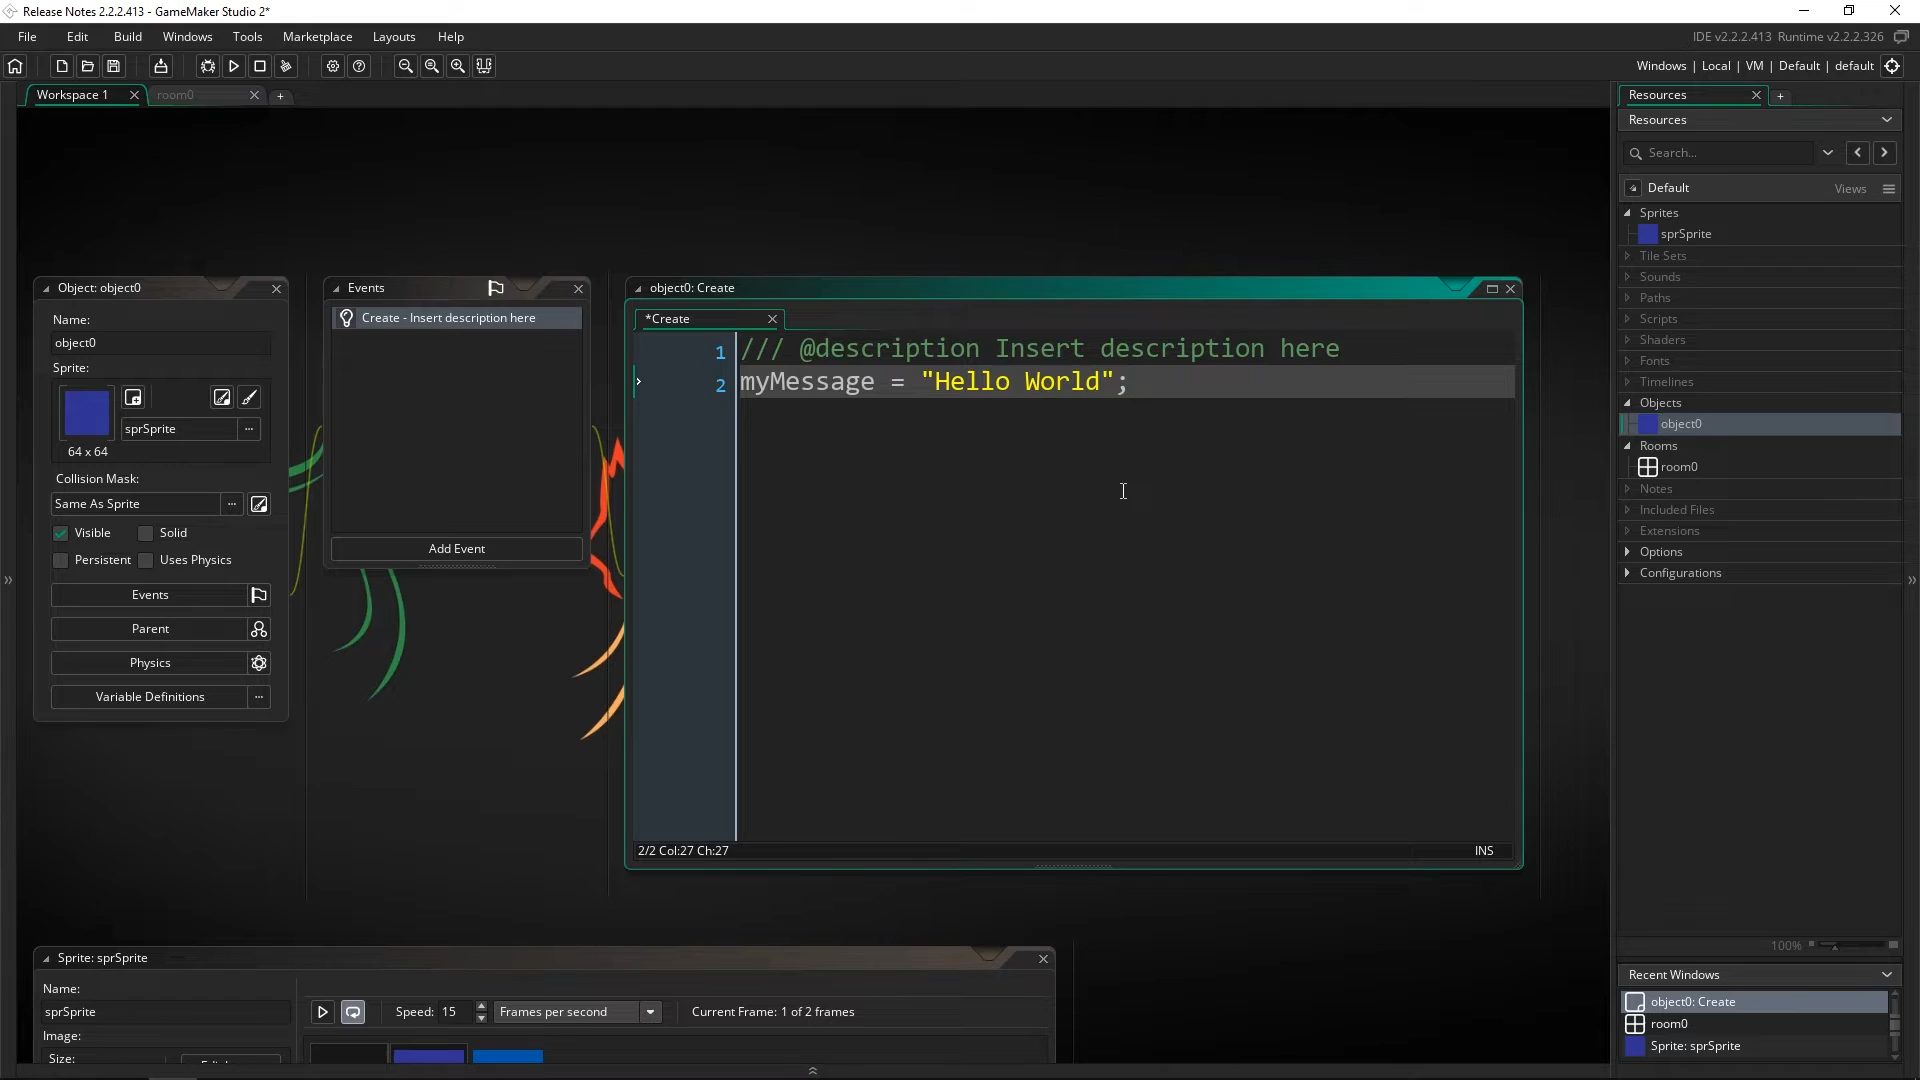 Release Notes 2.2.2.413 - GameMaker Studio 2*
File Edit Build Windows Tools Marketplace Layouts Help
IDE v2.2.2.413 Runtime v2.2.2.326
Windows | Local | VM | Default | default
Workspace 1
room0
Resources
Resources
Search...
Default Views
Sprites
sprSprite
Tile Sets
Sounds
Paths
Scripts
Shaders
Fonts
Timelines
Objects
object0
Rooms
room0
Notes
Included Files
Extensions
Options
Configurations
100%
Recent Windows
object0: Create
room0
Sprite: sprSprite
Object: object0
Name:
object0
Sprite:
sprSprite
64 x 64
Collision Mask:
Same As Sprite
Visible Solid
Persistent Uses Physics
Events
Parent
Physics
Variable Definitions
Events
Create - Insert description here
Add Event
object0: Create
*Create
1 /// @description Insert description here
2 myMessage = "Hello World";
2/2 Col:27 Ch:27 INS
Sprite: sprSprite
Name:
sprSprite
Image:
Size:
Speed: 15 Frames per second Current Frame: 1 of 2 frames